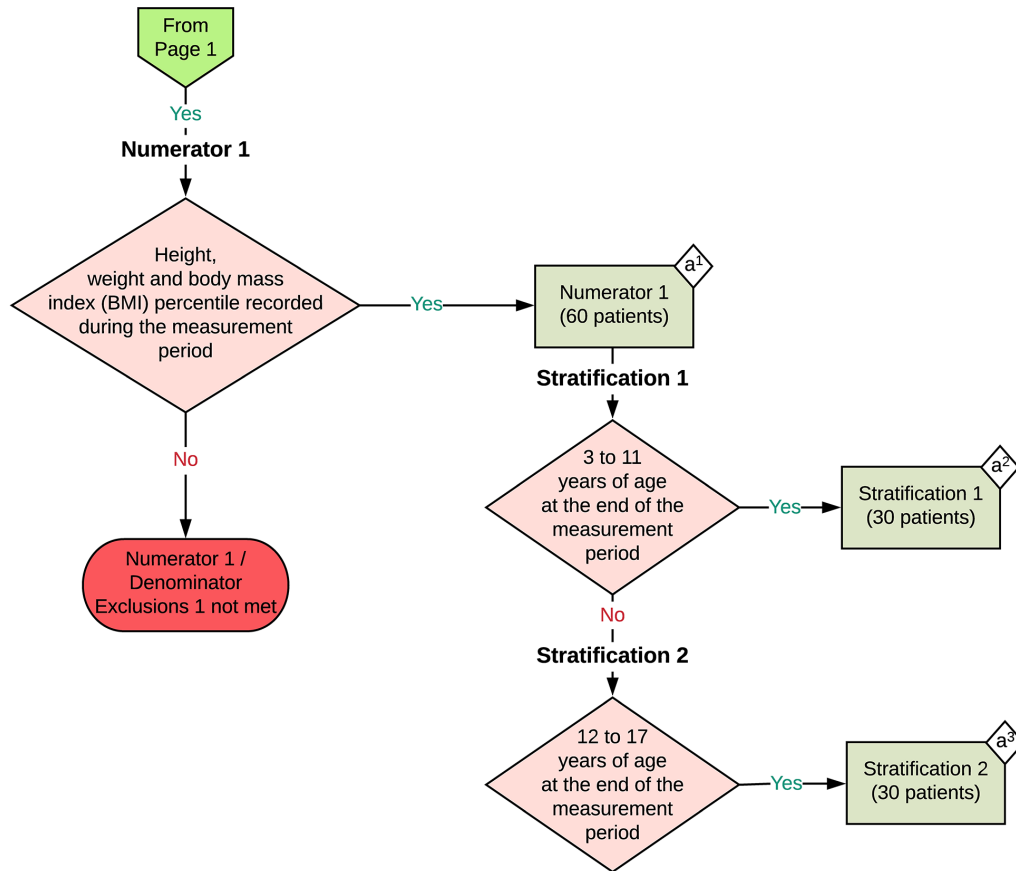 From
Page 1
Yes
Numerator 1
Height,
weight and body mass
index (BMI) percentile recorded
during the measurement
period
Yes
a¹
Numerator 1
(60 patients)
No
Numerator 1 /
Denominator
Exclusions 1 not met
Stratification 1
3 to 11
years of age
at the end of the
measurement
period
Yes
a²
Stratification 1
(30 patients)
No
Stratification 2
12 to 17
years of age
at the end of the
measurement
period
Yes
a³
Stratification 2
(30 patients)